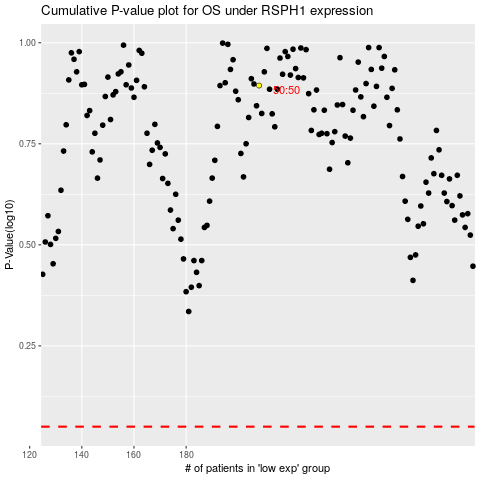 Cumulative P-value plot for OS under RSPH1 expression
P-Value(log10)
1.00
0.75
0.50
0.25
50:50
120 140 160 180
# of patients in 'low exp' group